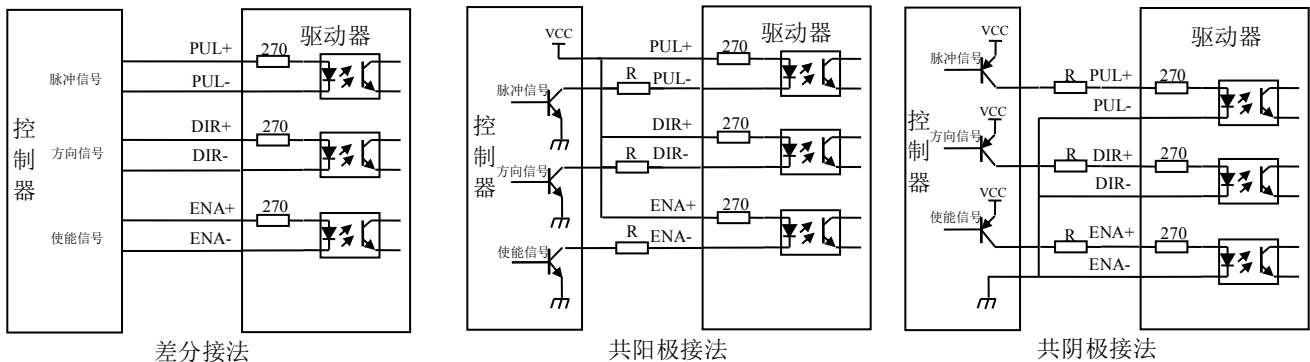 控制器
脉冲信号
方向信号
使能信号
PUL+
PUL-
DIR+
DIR-
ENA+
ENA-
270
270
270
驱动器
差分接法
控制器
VCC
脉冲信号
方向信号
使能信号
PUL+
R
PUL-
DIR+
R
DIR-
ENA+
R
ENA-
270
270
270
驱动器
共阳极接法
控制器
VCC
脉冲信号
VCC
方向信号
VCC
使能信号
R
PUL+
PUL-
R
DIR+
DIR-
R
ENA+
ENA-
270
270
270
驱动器
共阴极接法